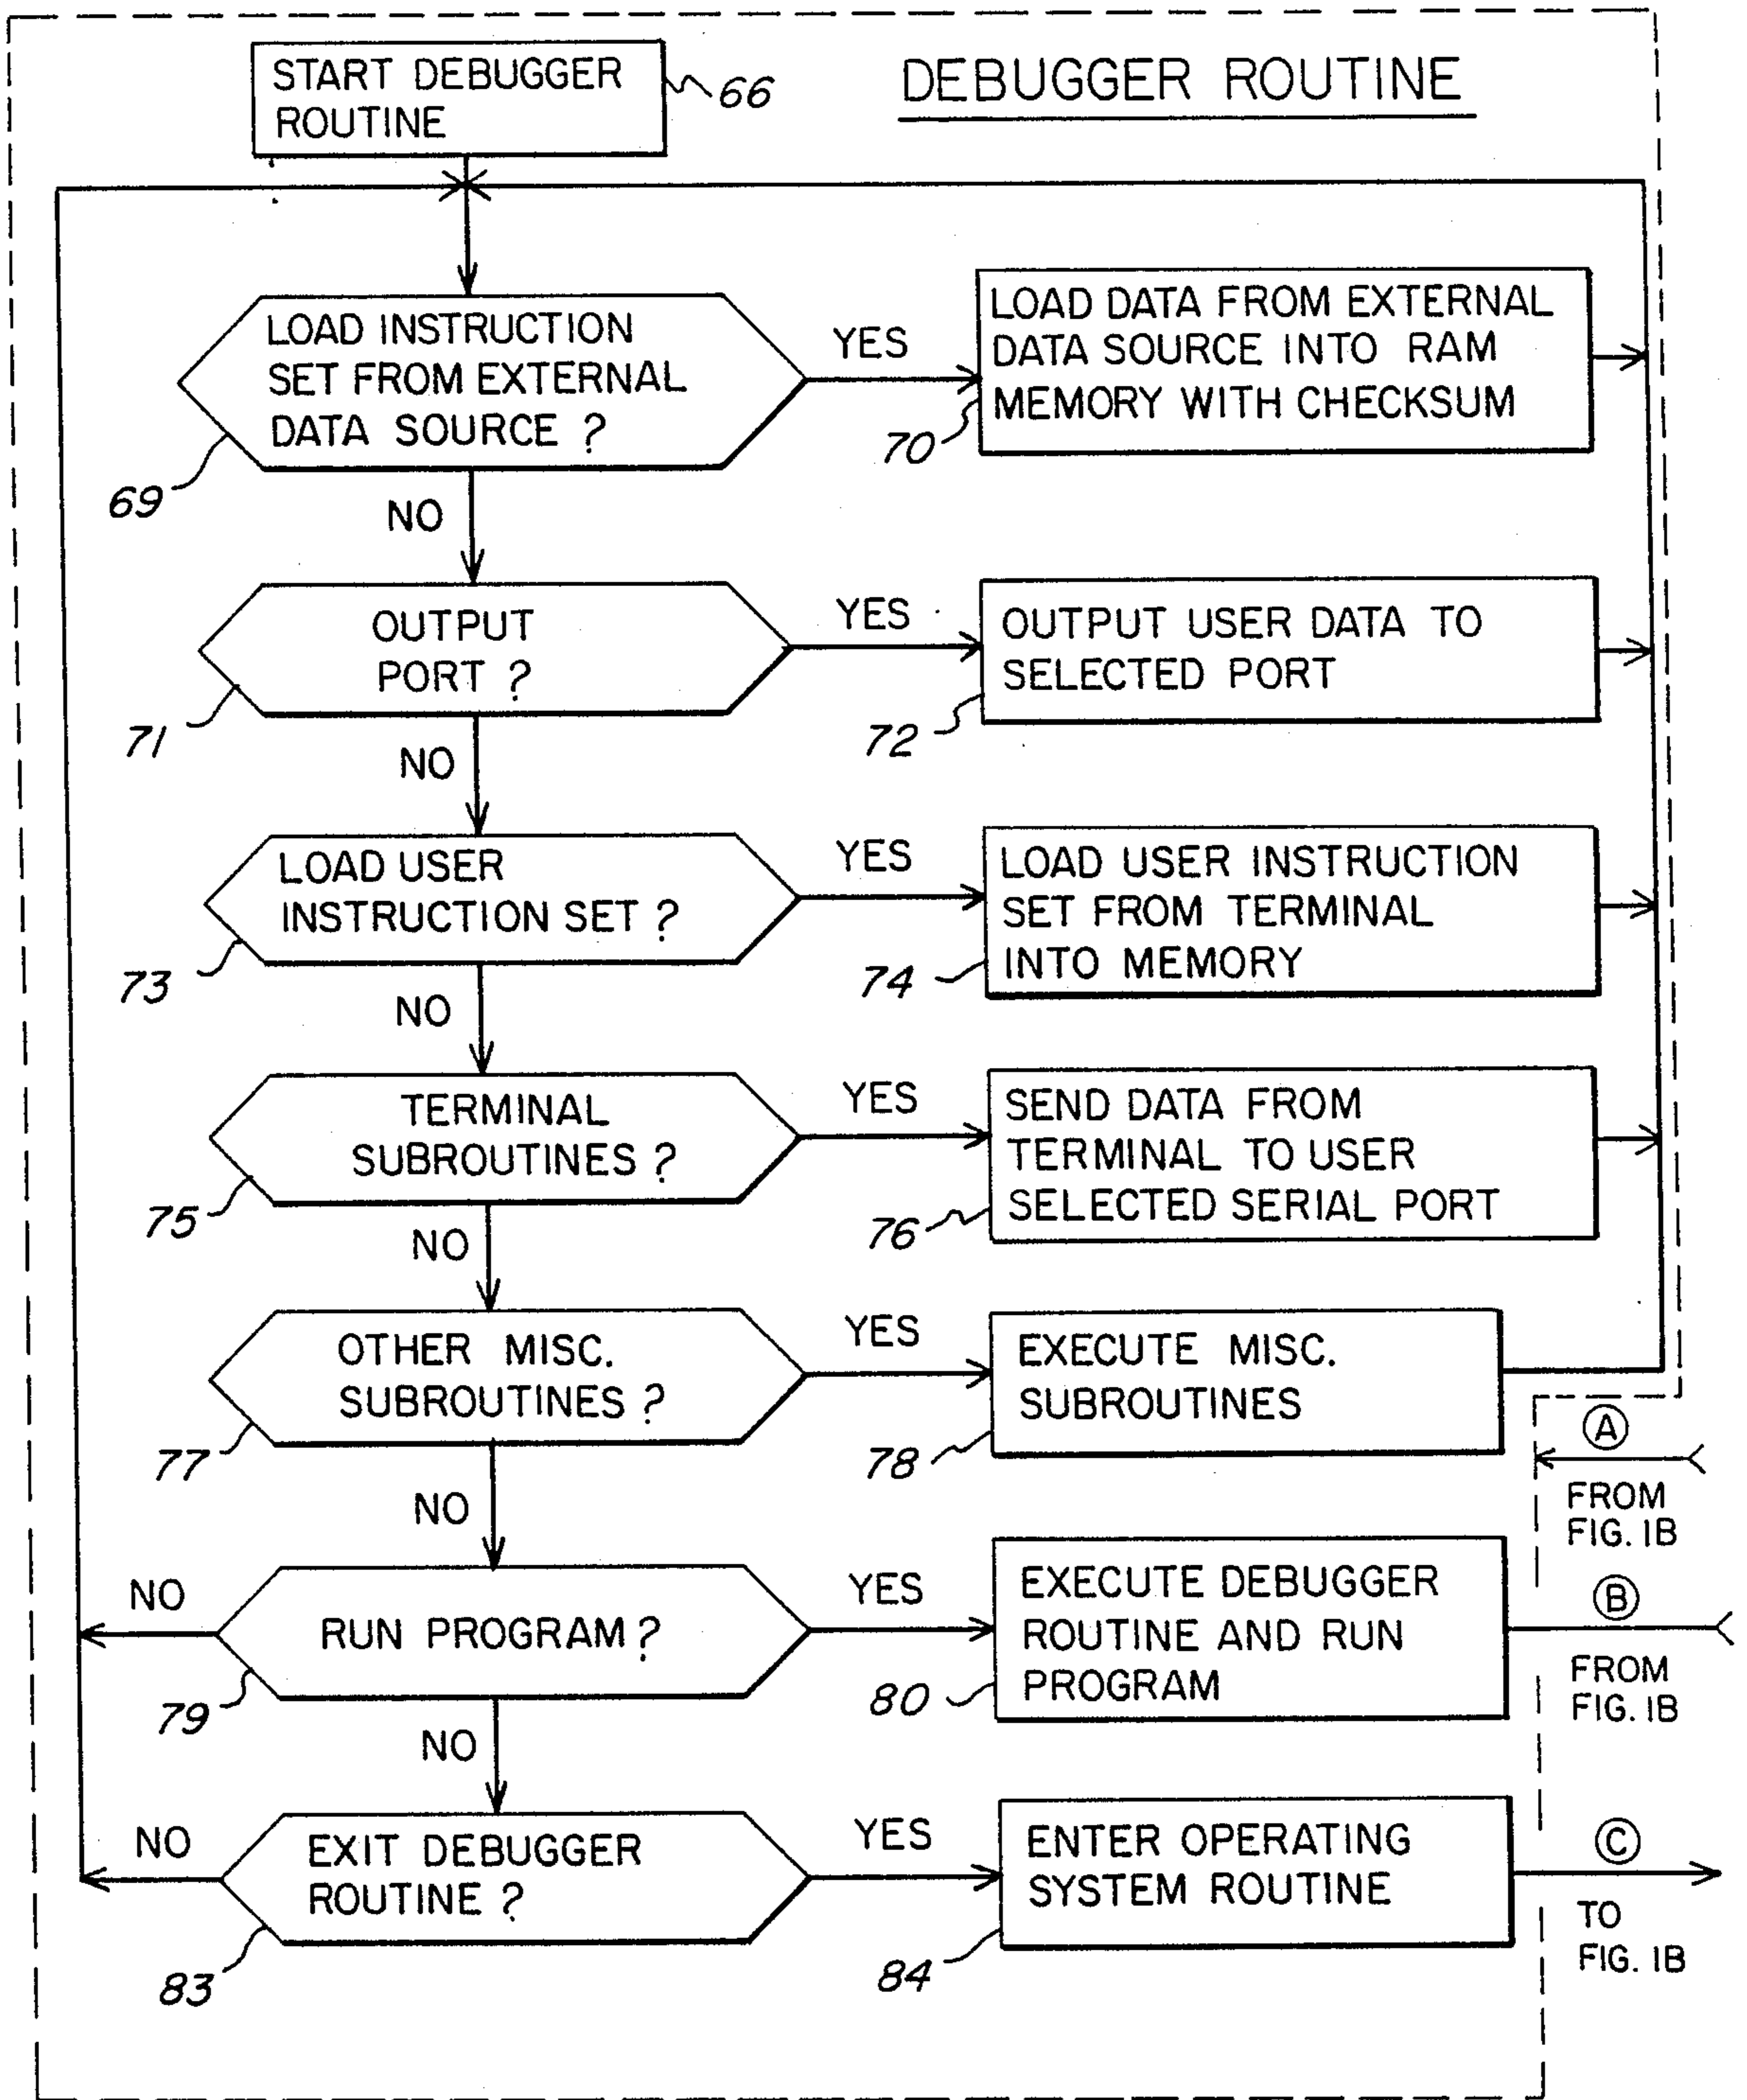 START DEBUGGER
ROUTINE
66
DEBUGGER ROUTINE
LOAD INSTRUCTION
SET FROM EXTERNAL
DATA SOURCE ?
69
YES
LOAD DATA FROM EXTERNAL
DATA SOURCE INTO RAM
MEMORY WITH CHECKSUM
70
NO
OUTPUT
PORT ?
71
YES
OUTPUT USER DATA TO
SELECTED PORT
72
NO
LOAD USER
INSTRUCTION SET ?
73
YES
LOAD USER INSTRUCTION
SET FROM TERMINAL
INTO MEMORY
74
NO
TERMINAL
SUBROUTINES ?
75
YES
SEND DATA FROM
TERMINAL TO USER
SELECTED SERIAL PORT
76
NO
OTHER MISC.
SUBROUTINES ?
77
YES
EXECUTE MISC.
SUBROUTINES
78
A
FROM
FIG. 1B
NO
NO
RUN PROGRAM ?
79
YES
EXECUTE DEBUGGER
ROUTINE AND RUN
PROGRAM
80
B
FROM
FIG. 1B
NO
NO
EXIT DEBUGGER
ROUTINE ?
83
YES
ENTER OPERATING
SYSTEM ROUTINE
84
C
TO
FIG. 1B